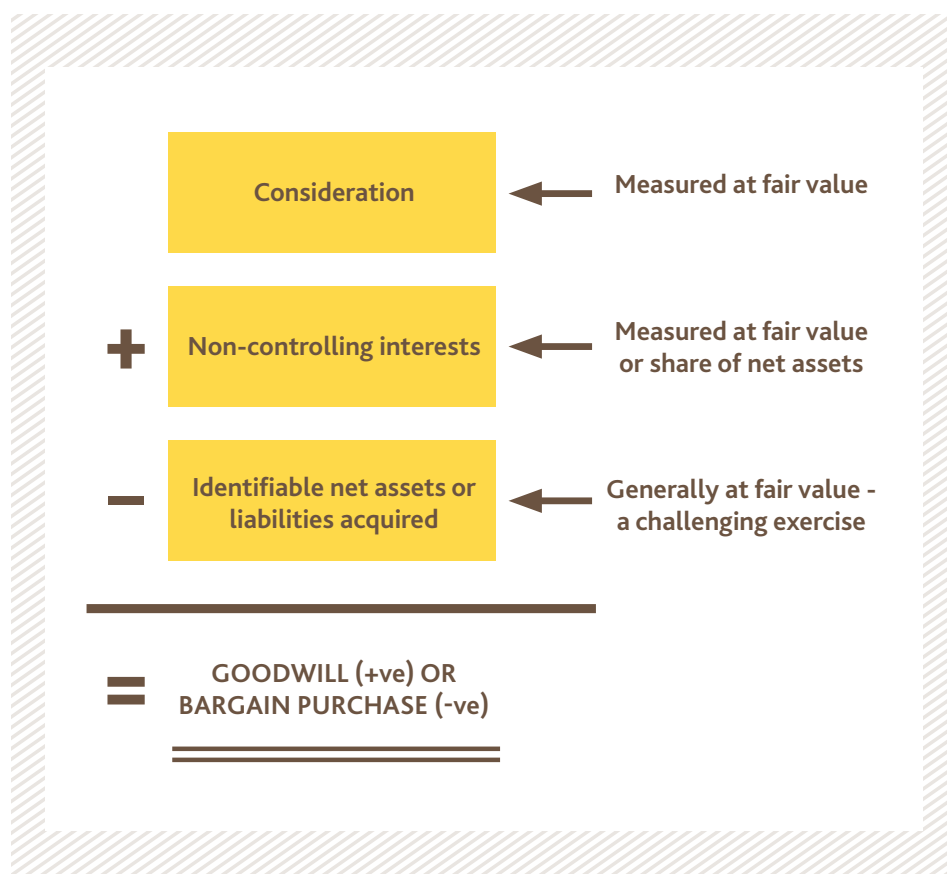 Consideration
Measured at fair value
+
Non-controlling interests
Measured at fair value
or share of net assets
-
Identifiable net assets or
liabilities acquired
Generally at fair value -
a challenging exercise
=
GOODWILL (+ve) OR
BARGAIN PURCHASE (-ve)